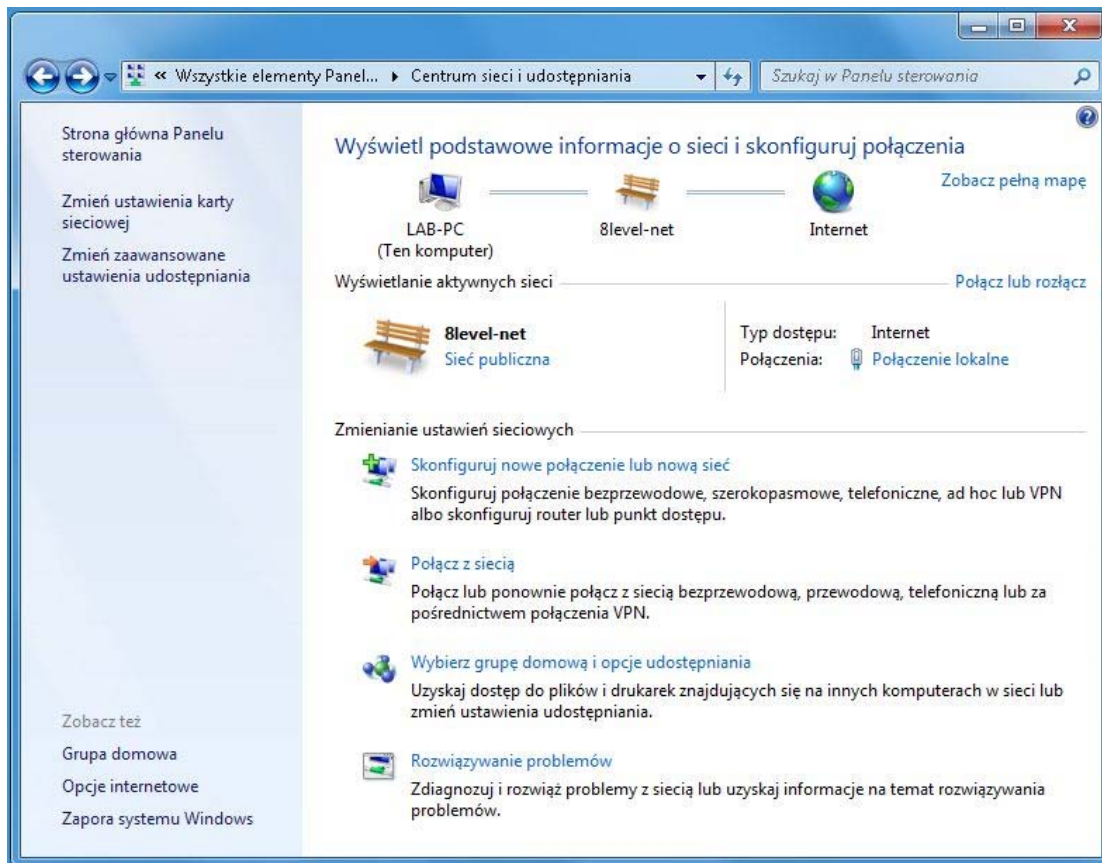 « Wszystkie elementy Panel... ▸ Centrum sieci i udostępniania
Szukaj w Panelu sterowania
Strona główna Panelu
sterowania
Zmień ustawienia karty
sieciowej
Zmień zaawansowane
ustawienia udostępniania
Zobacz też
Grupa domowa
Opcje internetowe
Zapora systemu Windows
Wyświetl podstawowe informacje o sieci i skonfiguruj połączenia
Zobacz pełną mapę
LAB-PC
(Ten komputer)
8level-net
Internet
Wyświetlanie aktywnych sieci
Połącz lub rozłącz
8level-net
Sieć publiczna
Typ dostępu: Internet
Połączenia: Połączenie lokalne
Zmienianie ustawień sieciowych
Skonfiguruj nowe połączenie lub nową sieć
Skonfiguruj połączenie bezprzewodowe, szerokopasmowe, telefoniczne, ad hoc lub VPN
albo skonfiguruj router lub punkt dostępu.
Połącz z siecią
Połącz lub ponownie połącz z siecią bezprzewodową, przewodową, telefoniczną lub za
pośrednictwem połączenia VPN.
Wybierz grupę domową i opcje udostępniania
Uzyskaj dostęp do plików i drukarek znajdujących się na innych komputerach w sieci lub
zmień ustawienia udostępniania.
Rozwiązywanie problemów
Zdiagnozuj i rozwiąż problemy z siecią lub uzyskaj informacje na temat rozwiązywania
problemów.